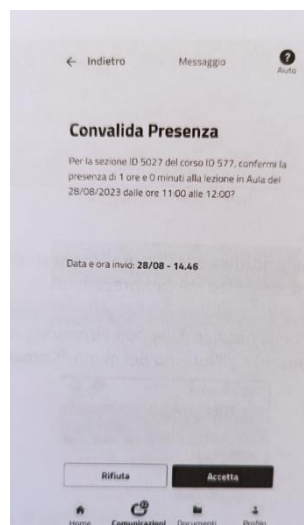 ← Indietro Messaggio ?
Aiuto
Convalida Presenza
Per la sezione ID 5027 del corso ID 577, confermi la
presenza di 1 ore e 0 minuti alla lezione in Aula del
28/08/2023 dalle ore 11:00 alle 12:00?
Data e ora invio: 28/08 - 14.46
Rifiuta Accetta
Home Comunicazioni Documenti Profilo